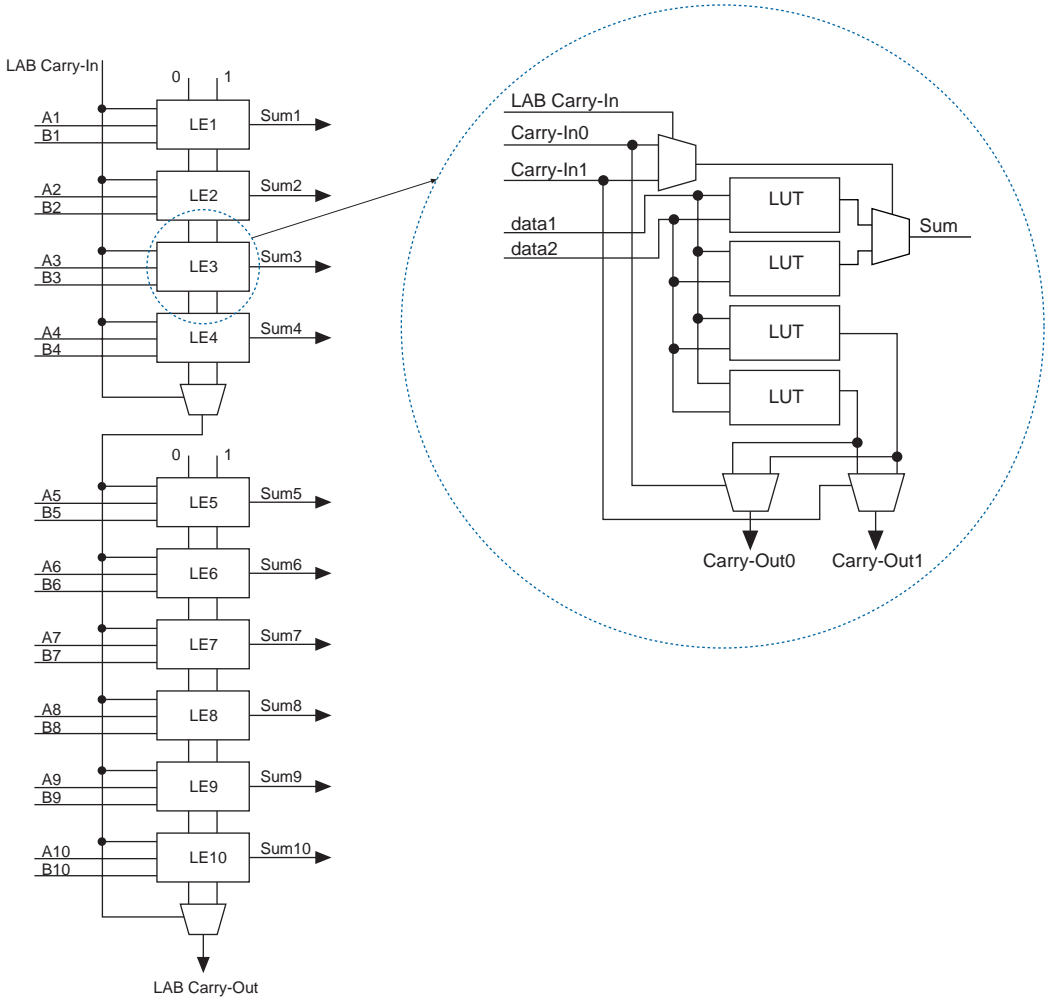 LAB Carry-In
0 1
A1
B1
LE1
Sum1
A2
B2
LE2
Sum2
A3
B3
LE3
Sum3
A4
B4
LE4
Sum4
0 1
A5
B5
LE5
Sum5
A6
B6
LE6
Sum6
A7
B7
LE7
Sum7
A8
B8
LE8
Sum8
A9
B9
LE9
Sum9
A10
B10
LE10
Sum10
LAB Carry-Out
LAB Carry-In
Carry-In0
Carry-In1
data1
data2
LUT
LUT
LUT
LUT
Sum
Carry-Out0 Carry-Out1